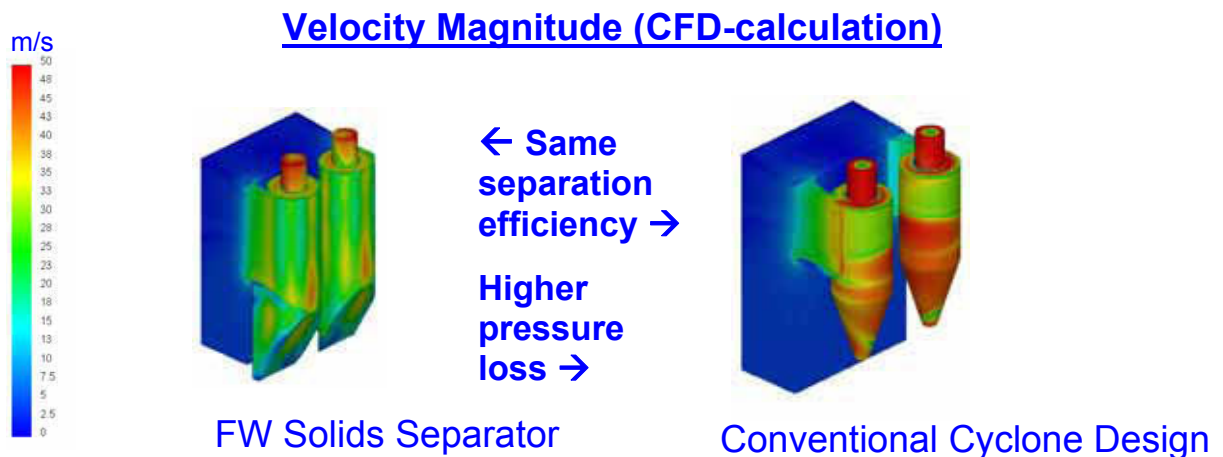 Velocity Magnitude (CFD-calculation)
m/s
50
48
45
43
40
38
35
33
30
28
25
23
20
18
15
13
10
7.5
5
2.5
0
← Same
separation
efficiency →
Higher
pressure
loss →
FW Solids Separator
Conventional Cyclone Design